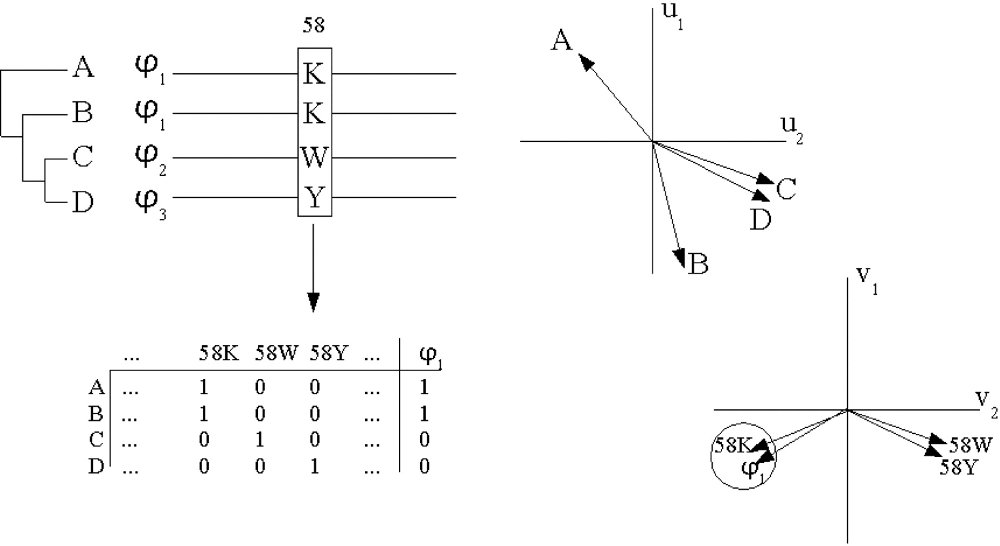 58
A φ1 K
B φ1 K
C φ2 W
D φ3 Y
... 58K 58W 58Y ... φ1
A ... 1 0 0 ... 1
B ... 1 0 0 ... 1
C ... 0 1 0 ... 0
D ... 0 0 1 ... 0
u1
A
u2
C
D
B
v1
v2
58K 58W
φ1 58Y